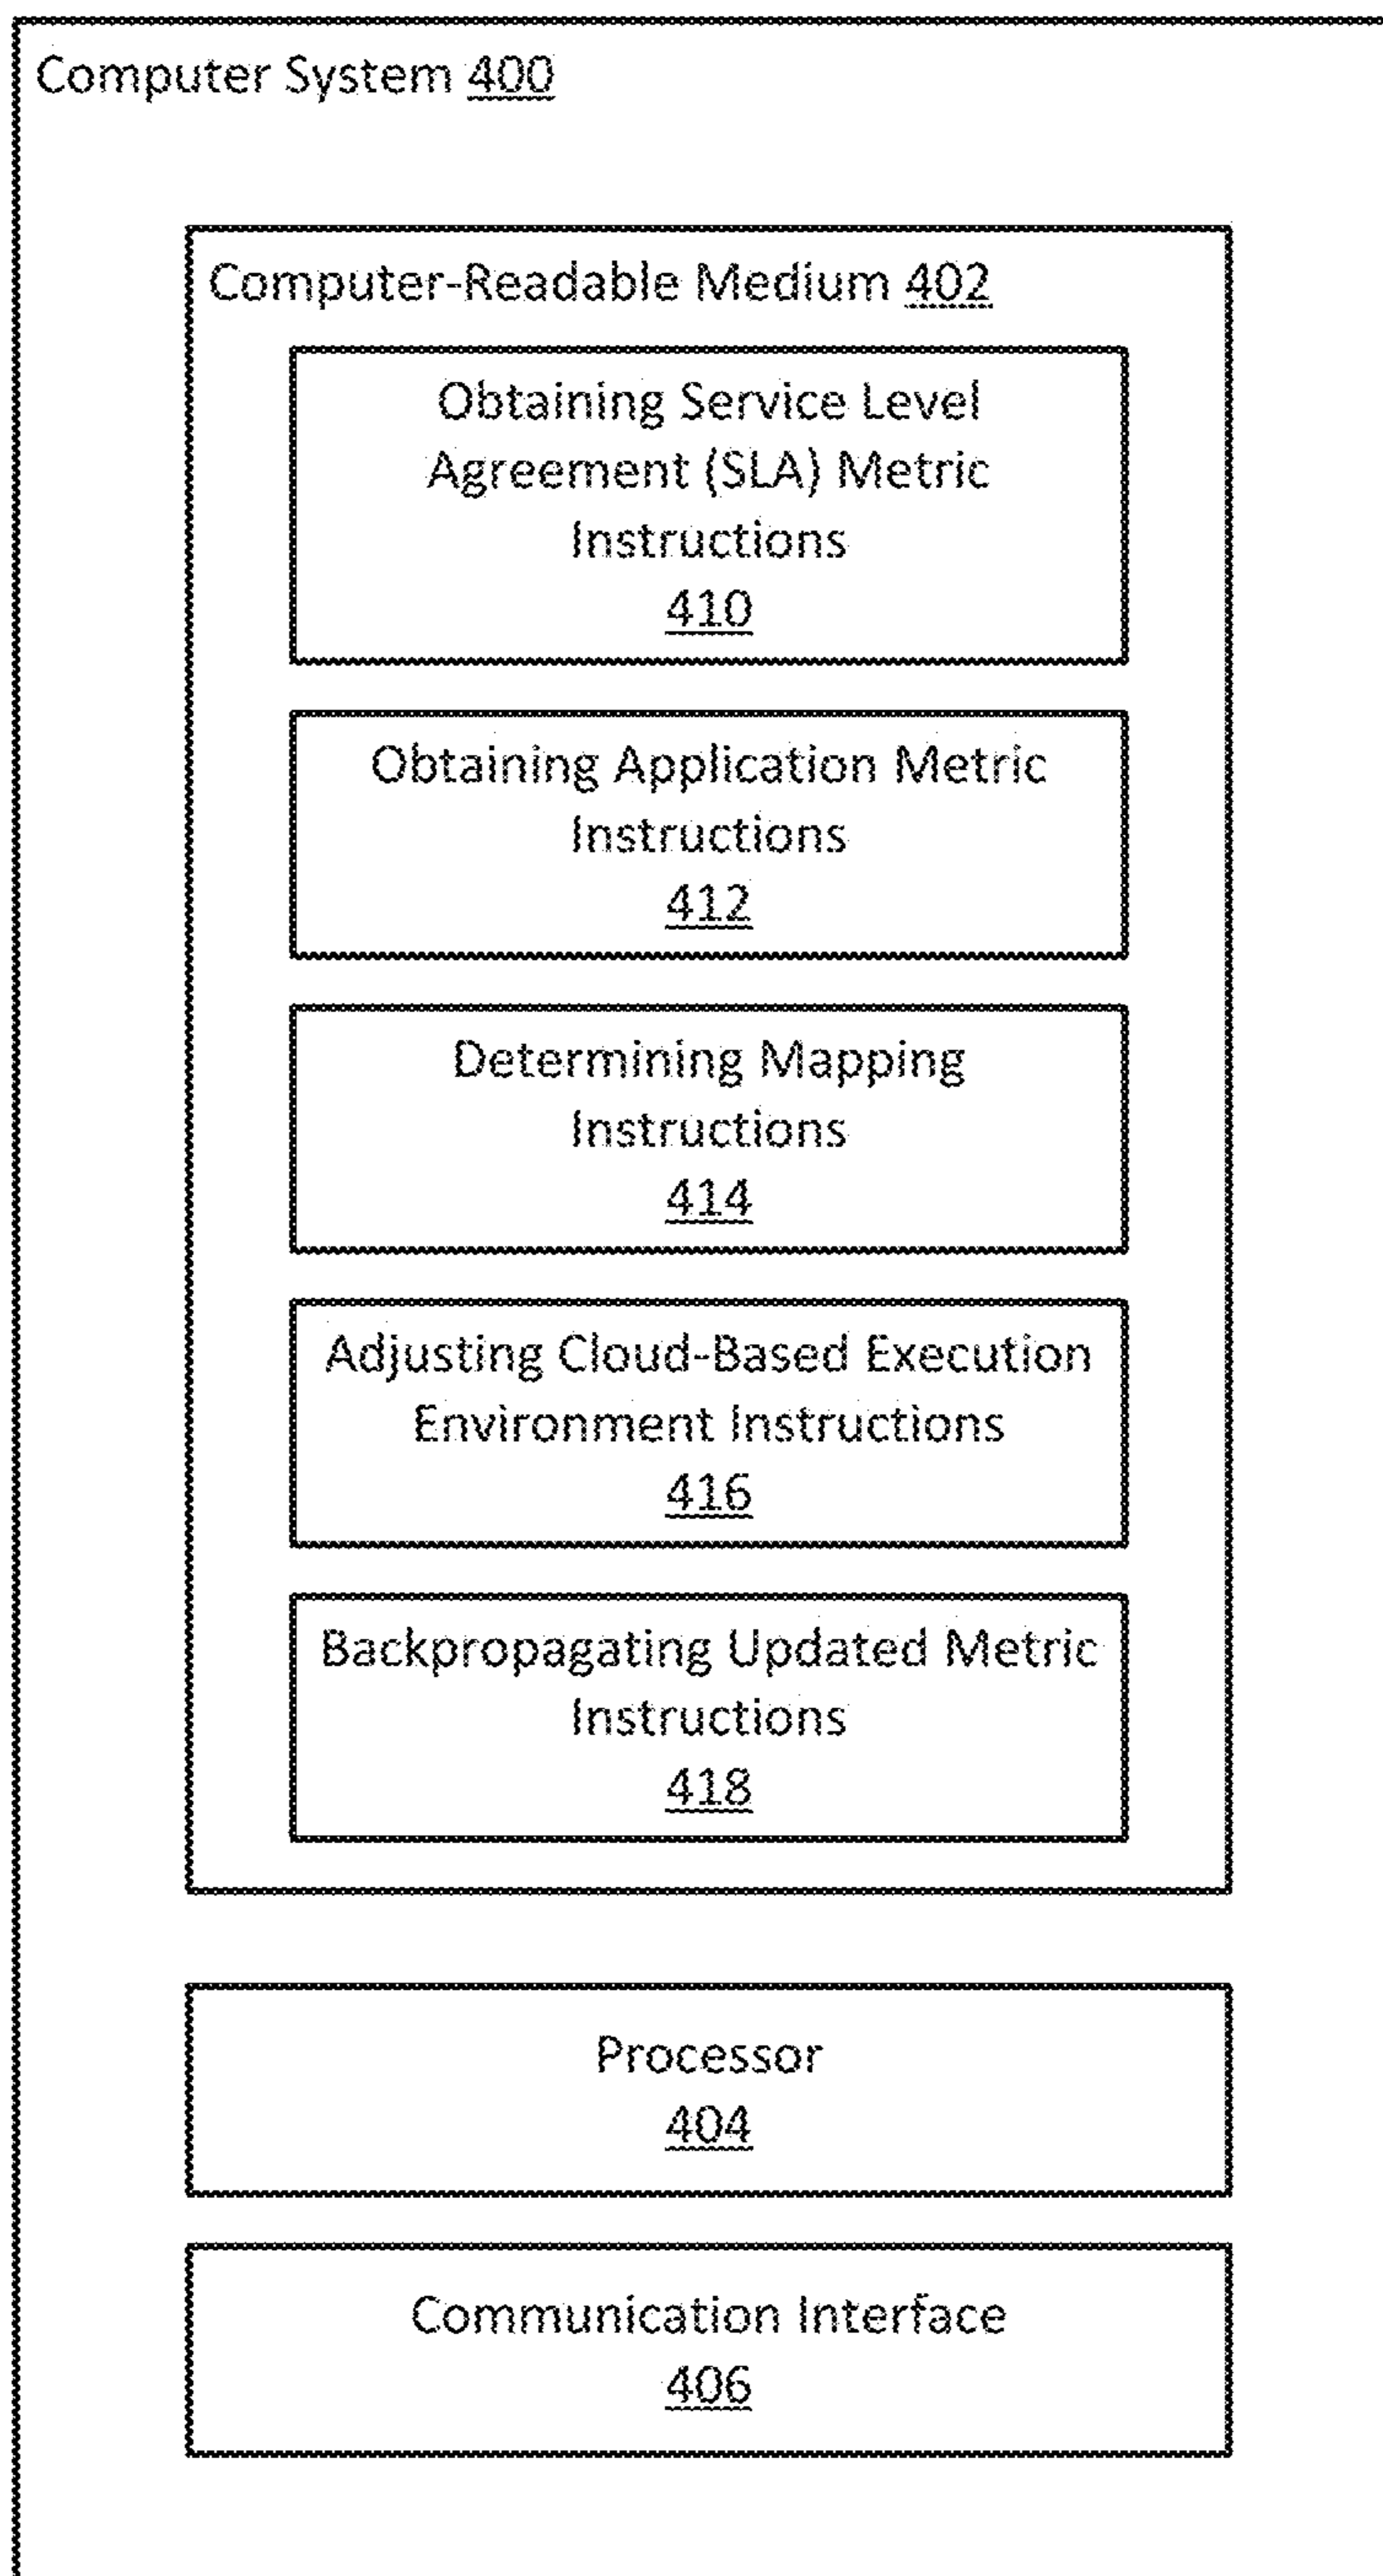 Computer System 400
Computer-Readable Medium 402
Obtaining Service Level
Agreement (SLA) Metric
Instructions
410
Obtaining Application Metric
Instructions
412
Determining Mapping
Instructions
414
Adjusting Cloud-Based Execution
Environment Instructions
416
Backpropagating Updated Metric
Instructions
418
Processor
404
Communication Interface
406